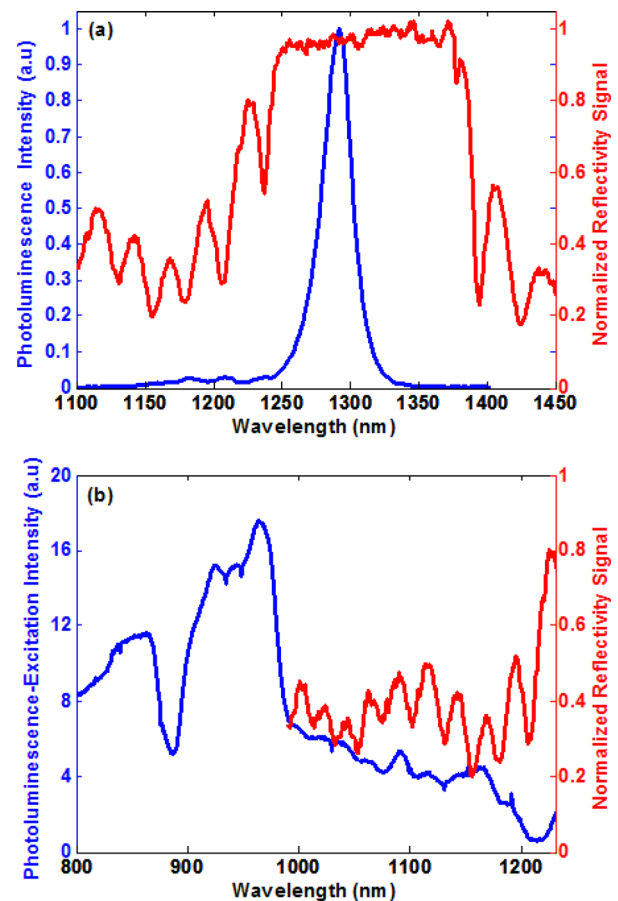 (a)
Photoluminescence Intensity (a.u)
1
0.9
0.8
0.7
0.6
0.5
0.4
0.3
0.2
0.1
0
1
0.8
0.6
0.4
0.2
0
Normalized Reflectivity Signal
1100 1150 1200 1250 1300 1350 1400 1450
Wavelength (nm)
(b)
Photoluminescence-Excitation Intensity (a.u)
20
16
12
8
4
0
1
0.8
0.6
0.4
0.2
0
Normalized Reflectivity Signal
800 900 1000 1100 1200
Wavelength (nm)